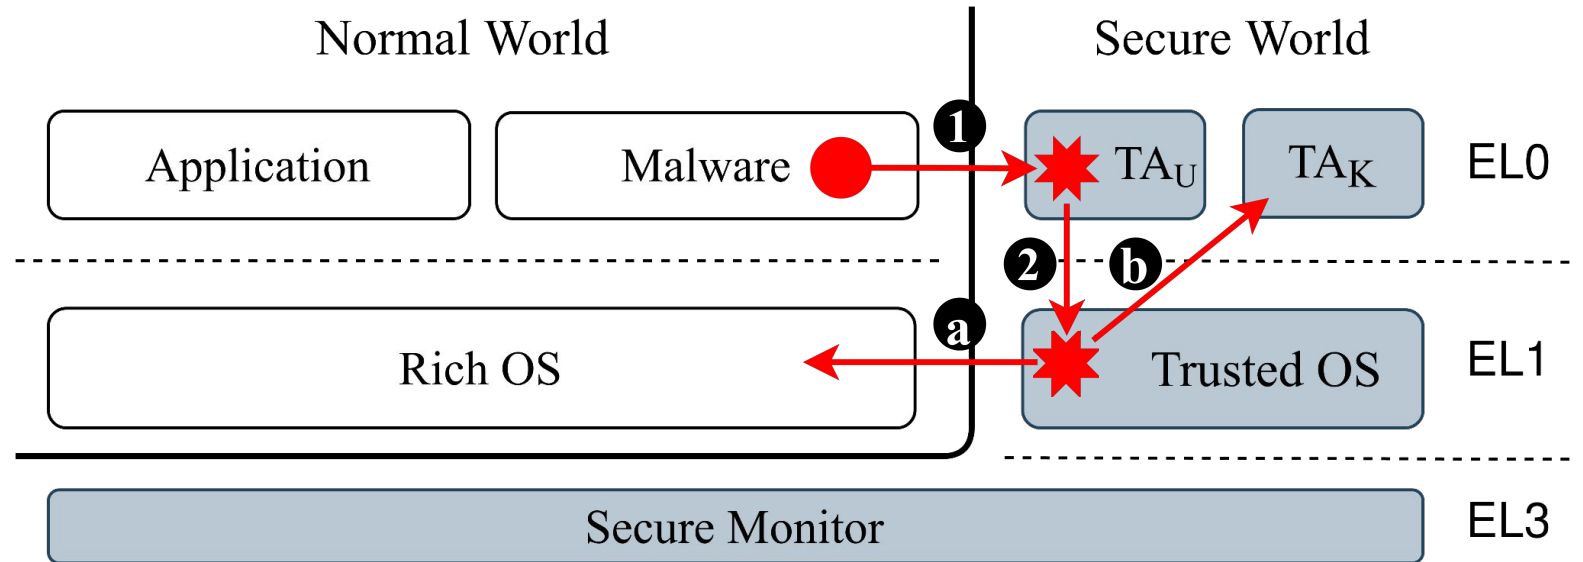 Normal World
Secure World
1
Application
Malware
TAU
TAK
EL0
2
b
a
Rich OS
Trusted OS
EL1
Secure Monitor
EL3